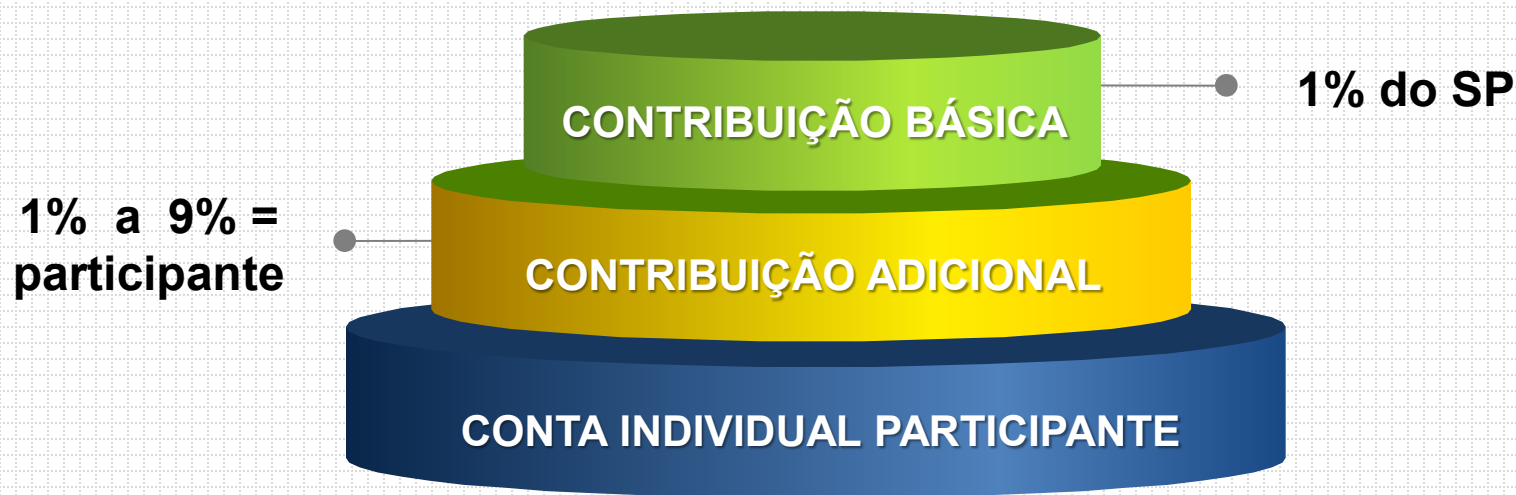 CONTRIBUIÇÃO BÁSICA
1% do SP
1% a 9% =
participante
CONTRIBUIÇÃO ADICIONAL
CONTA INDIVIDUAL PARTICIPANTE